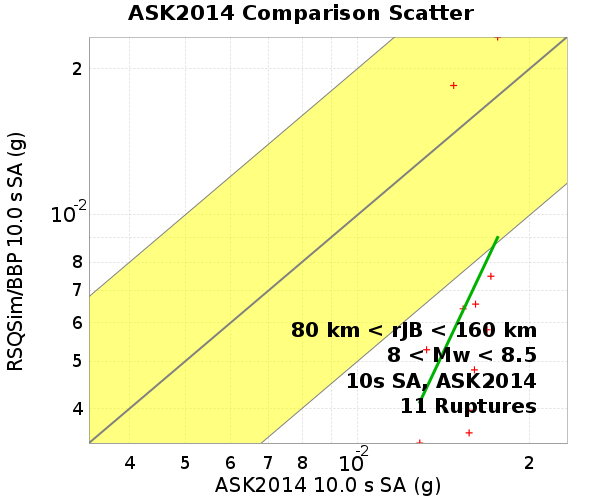 ASK2014 Comparison Scatter
RSQSim/BBP 10.0 s SA (g)
2
10-2
8
7
6
5
4
80 km < rJB < 160 km
8 < Mw < 8.5
10s SA, ASK2014
11 Ruptures
4 5 6 7 8 10-2 2
ASK2014 10.0 s SA (g)